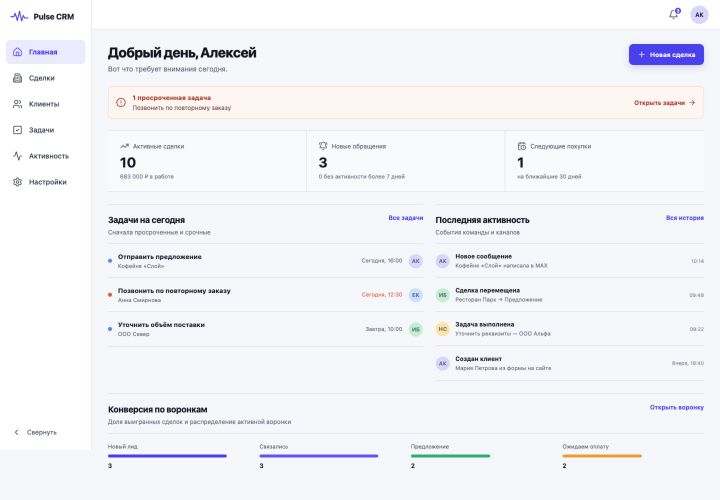 Pulse CRM
3
АК
Главная
Сделки
Клиенты
Задачи
Активность
Настройки
Свернуть
Добрый день, Алексей
Вот что требует внимания сегодня.
Новая сделка
1 просроченная задача
Позвонить по повторному заказу
Открыть задачи
Активные сделки
10
683 000 ₽ в работе
Новые обращения
3
0 без активности более 7 дней
Следующие покупки
1
на ближайшие 30 дней
Задачи на сегодня
Все задачи
Сначала просроченные и срочные
Отправить предложение
Кофейня «Слой»
Сегодня, 16:00
АК
Позвонить по повторному заказу
Анна Смирнова
Сегодня, 12:30
ЕК
Уточнить объём поставки
ООО Север
Завтра, 10:00
ИБ
Последняя активность
Вся история
События команды и каналов
АК
Новое сообщение
Кофейня «Слой» написала в MAX
10:14
ИБ
Сделка перемещена
Ресторан Парк → Предложение
09:48
НС
Задача выполнена
Уточнить реквизиты — ООО Альфа
09:22
АК
Создан клиент
Мария Петрова из формы на сайте
Вчера, 18:40
Конверсия по воронкам
Открыть воронку
Доля выигранных сделок и распределение активной воронки
Новый лид
3
Связались
3
Предложение
2
Ожидаем оплату
2